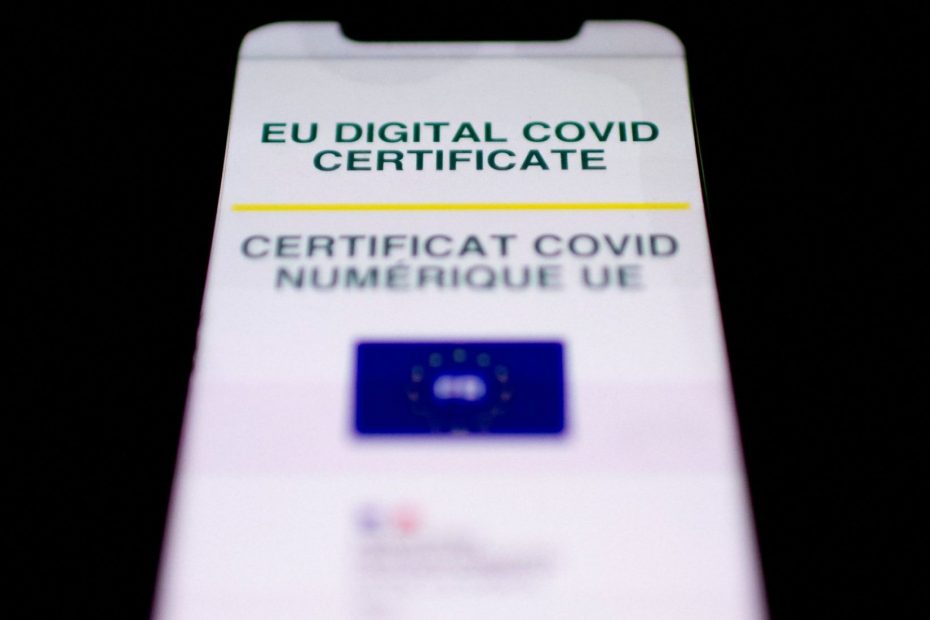 EU DIGITAL COVID
CERTIFICATE
CERTIFICAT COVID
NUMÉRIQUE UE